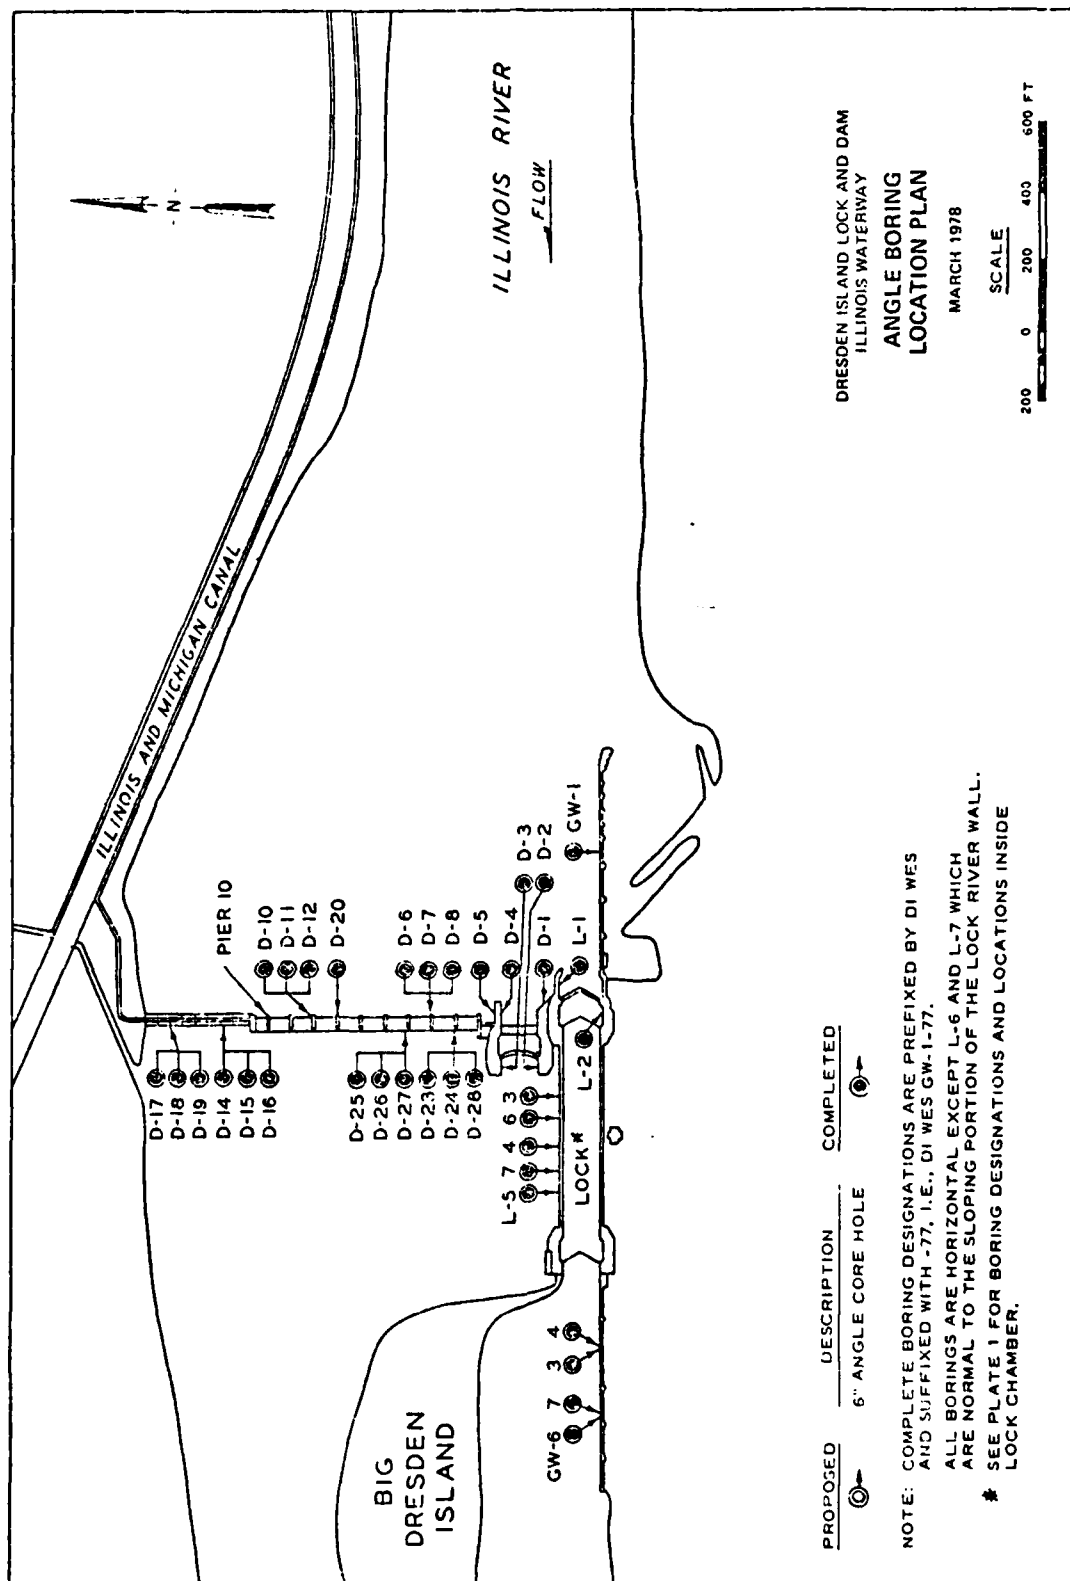 ILLINOIS AND MICHIGAN CANAL
N
ILLINOIS RIVER
FLOW
PIER 10
D-10
D-11
D-12
D-20
D-6
D-7
D-8
D-5
D-4
D-3
D-2
D-1
GW-1
L-1
L-2
D-17
D-18
D-19
D-14
D-15
D-16
D-25
D-26
D-27
D-23
D-24
D-28
L-5 7 4 6 3
LOCK*
BIG
DRESDEN
ISLAND
GW-6 7 3 4
DRESDEN ISLAND LOCK AND DAM
ILLINOIS WATERWAY
ANGLE BORING
LOCATION PLAN
MARCH 1978
SCALE
200 0 200 400 600 FT
PROPOSED DESCRIPTION COMPLETED
6" ANGLE CORE HOLE
NOTE: COMPLETE BORING DESIGNATIONS ARE PREFIXED BY DI WES
AND SUFFIXED WITH -77, I.E., DI WES GW-1-77.
ALL BORINGS ARE HORIZONTAL EXCEPT L-6 AND L-7 WHICH
ARE NORMAL TO THE SLOPING PORTION OF THE LOCK RIVER WALL.
* SEE PLATE 1 FOR BORING DESIGNATIONS AND LOCATIONS INSIDE
LOCK CHAMBER.